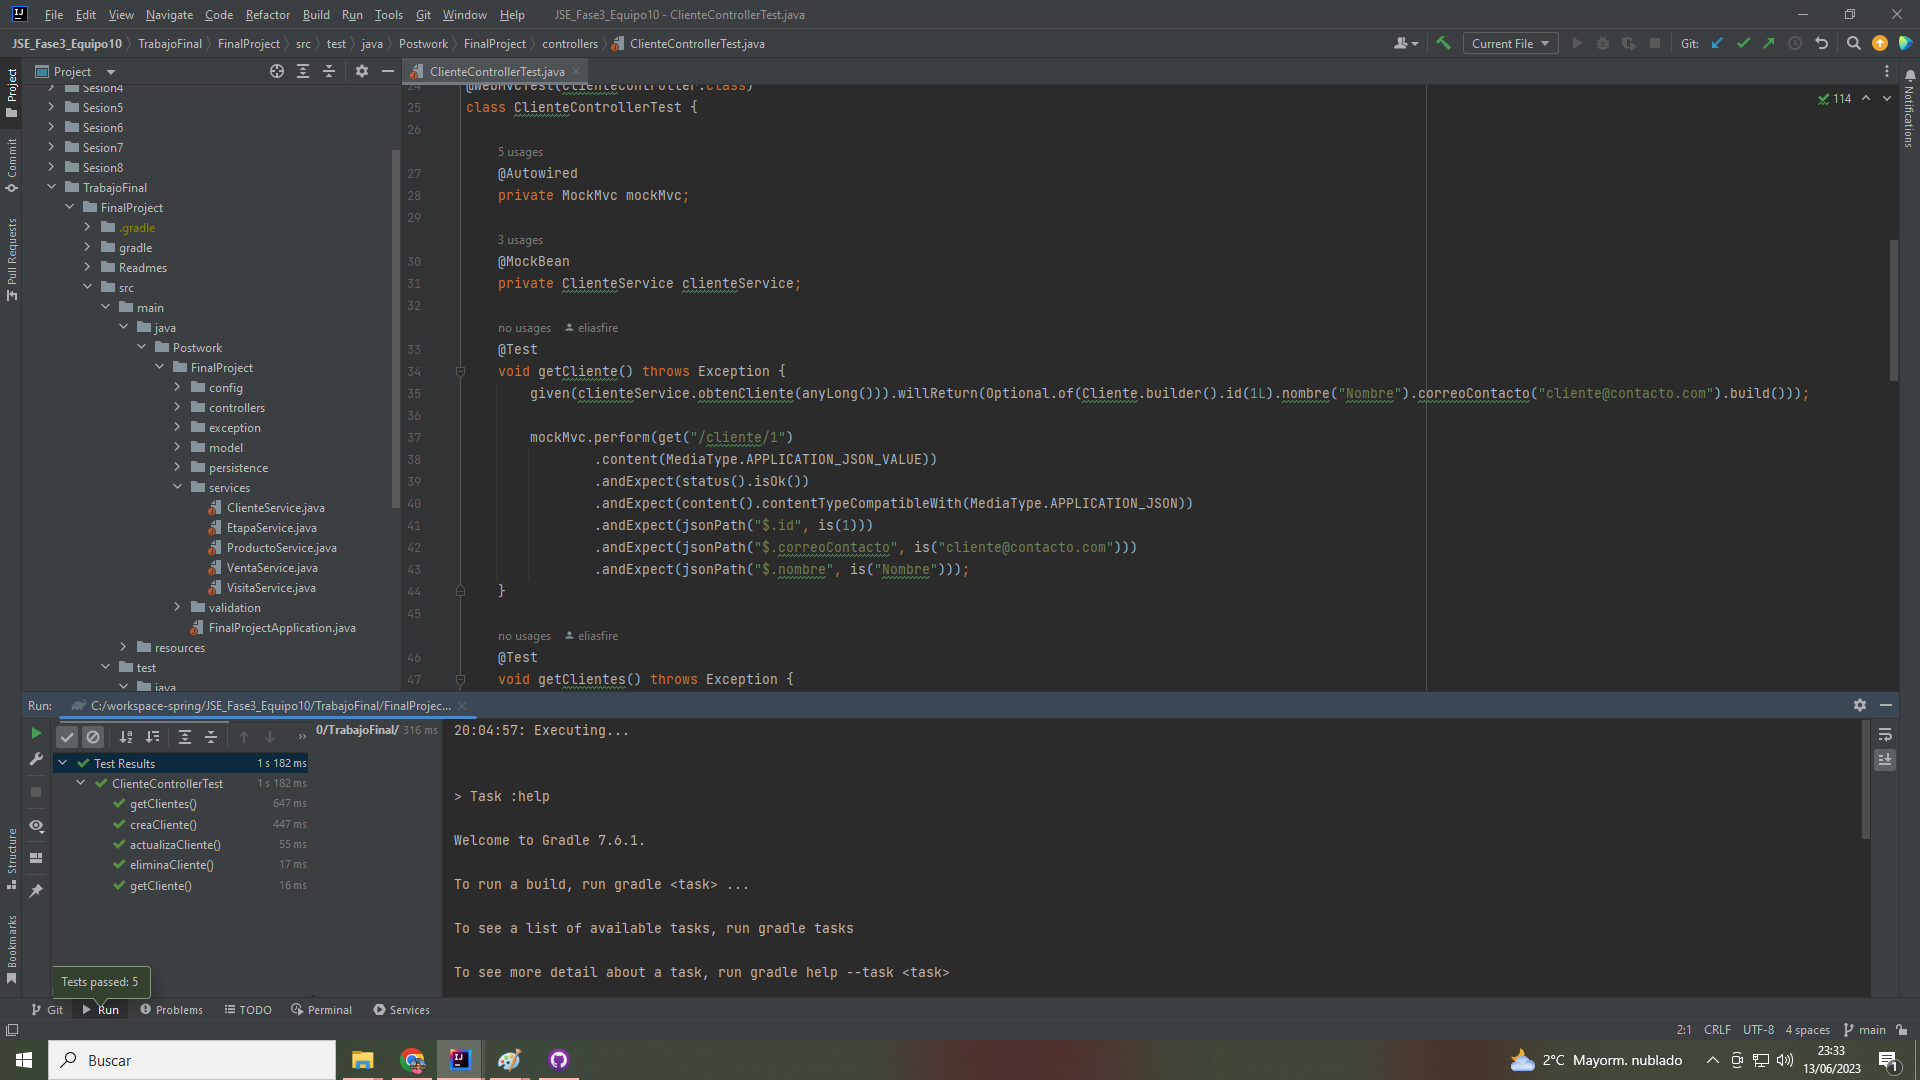 File Edit View Navigate Code Refactor Build Run Tools Git Window Help JSE_Fase3_Equipo10 - ClienteControllerTest.java
JSE_Fase3_Equipo10 TrabajoFinal FinalProject src test java Postwork FinalProject controllers ClienteControllerTest.java Current File Git:
Project
ClienteControllerTest.java
Project
Commit
Pull Requests
Structure
Bookmarks
Notifications
Sesion4
Sesion5
Sesion6
Sesion7
Sesion8
TrabajoFinal
FinalProject
.gradle
gradle
Readmes
src
main
java
Postwork
FinalProject
config
controllers
exception
model
persistence
services
ClienteService.java
EtapaService.java
ProductoService.java
VentaService.java
VisitaService.java
validation
FinalProjectApplication.java
resources
test
java
114
24 @WebMvcTest(ClienteController.class)
25 class ClienteControllerTest {
26
5 usages
27 @Autowired
28 private MockMvc mockMvc;
29
3 usages
30 @MockBean
31 private ClienteService clienteService;
32
no usages eliasfire
33 @Test
34 void getCliente() throws Exception {
35 given(clienteService.obtenCliente(anyLong())).willReturn(Optional.of(Cliente.builder().id(1L).nombre("Nombre").correoContacto("cliente@contacto.com").build()));
36
37 mockMvc.perform(get("/cliente/1")
38 .content(MediaType.APPLICATION_JSON_VALUE))
39 .andExpect(status().isOk())
40 .andExpect(content().contentTypeCompatibleWith(MediaType.APPLICATION_JSON))
41 .andExpect(jsonPath("$.id", is(1)))
42 .andExpect(jsonPath("$.correoContacto", is("cliente@contacto.com")))
43 .andExpect(jsonPath("$.nombre", is("Nombre")));
44 }
45
no usages eliasfire
46 @Test
47 void getClientes() throws Exception {
Run: C:/workspace-spring/JSE_Fase3_Equipo10/TrabajoFinal/FinalProjec...
0/TrabajoFinal/ 316 ms
Test Results 1 s 182 ms
ClienteControllerTest 1 s 182 ms
getClientes() 647 ms
creaCliente() 447 ms
actualizaCliente() 55 ms
eliminaCliente() 17 ms
getCliente() 16 ms
20:04:57: Executing...
> Task :help
Welcome to Gradle 7.6.1.
To run a build, run gradle <task> ...
To see a list of available tasks, run gradle tasks
To see more detail about a task, run gradle help --task <task>
Tests passed: 5
Git Run Problems TODO Profiler Perminal Services
2:1 CRLF UTF-8 4 spaces main
Buscar
2°C Mayorm. nublado
23:33
13/06/2023
1